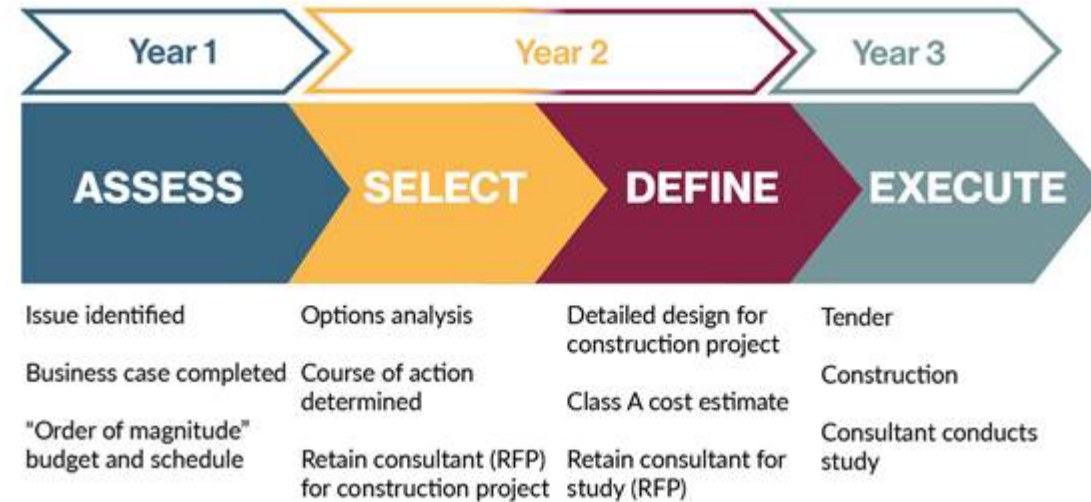 Year 1
Year 2
Year 3
ASSESS
SELECT
DEFINE
EXECUTE
Issue identified
Business case completed
"Order of magnitude"
budget and schedule
Options analysis
Course of action
determined
Retain consultant (RFP)
for construction project
Detailed design for
construction project
Class A cost estimate
Retain consultant for
study (RFP)
Tender
Construction
Consultant conducts
study